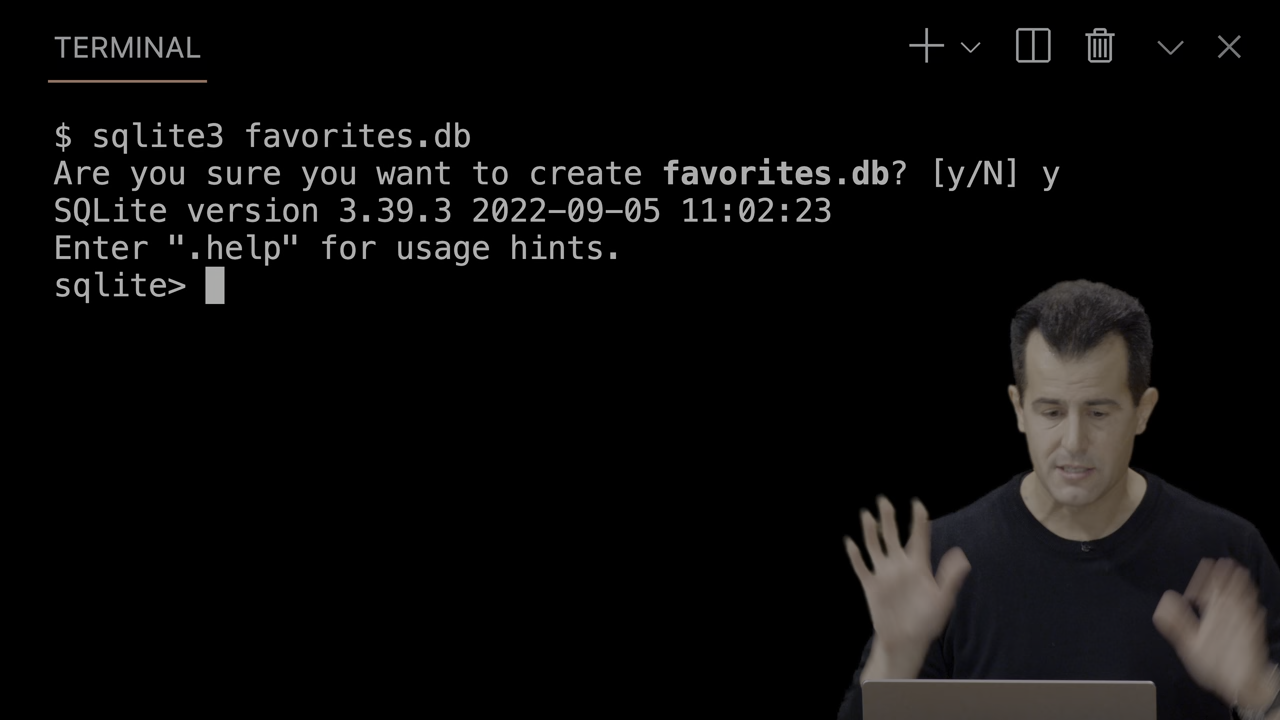 TERMINAL
$ sqlite3 favorites.db
Are you sure you want to create favorites.db? [y/N] y
SQLite version 3.39.3 2022-09-05 11:02:23
Enter ".help" for usage hints.
sqlite>